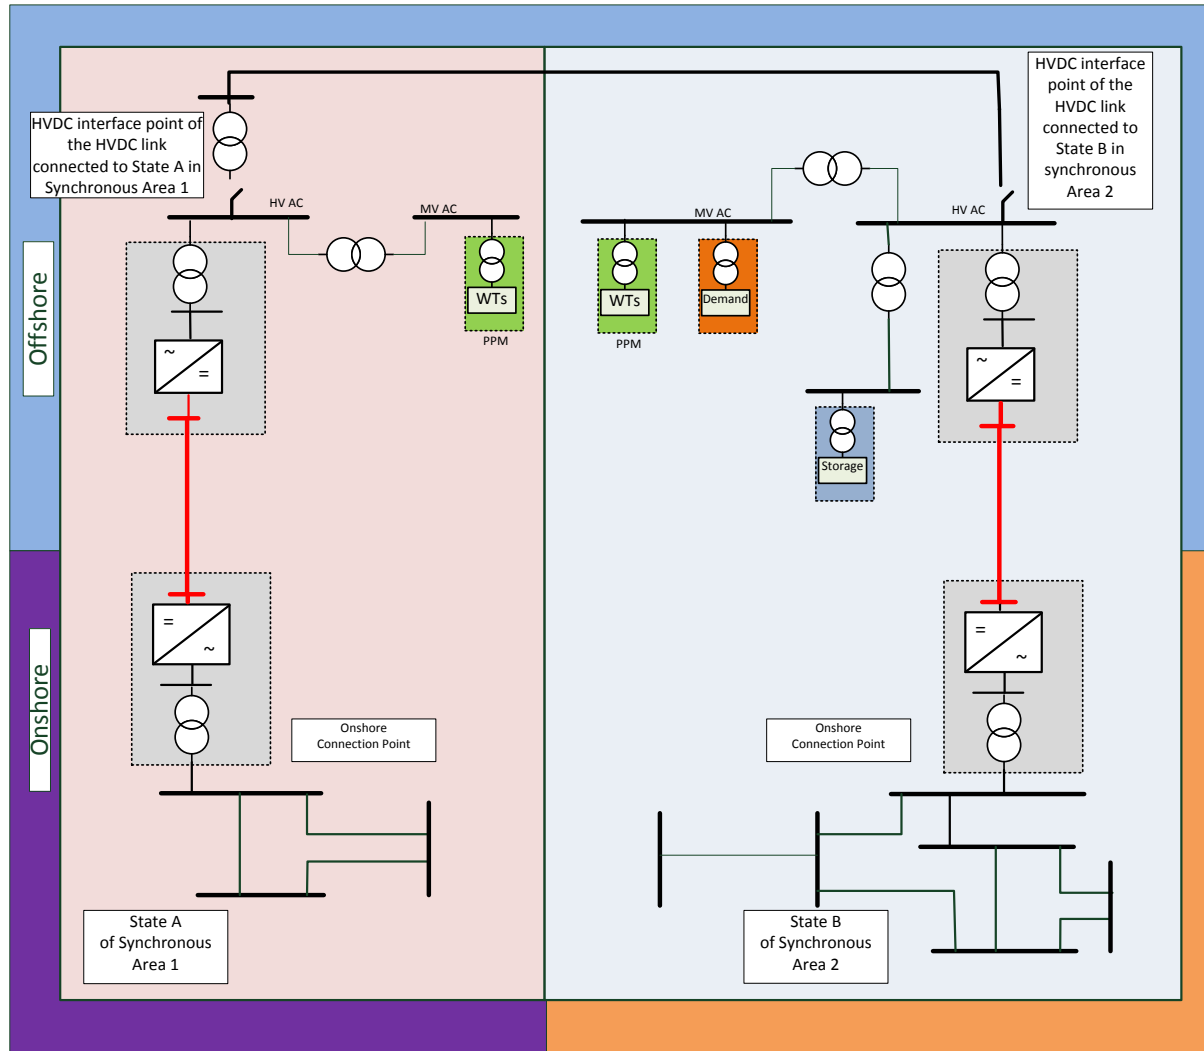 HVDC interface point of
the HVDC link
connected to State A in
Synchronous Area 1
HVDC interface
point of the
HVDC link
connected to
State B in
synchronous
Area 2
HV AC
MV AC
MV AC
HV AC
WTs
PPM
WTs
PPM
Demand
Storage
~
=
~
=
Offshore
Onshore
=
~
=
~
Onshore
Connection Point
Onshore
Connection Point
State A
of Synchronous
Area 1
State B
of Synchronous
Area 2